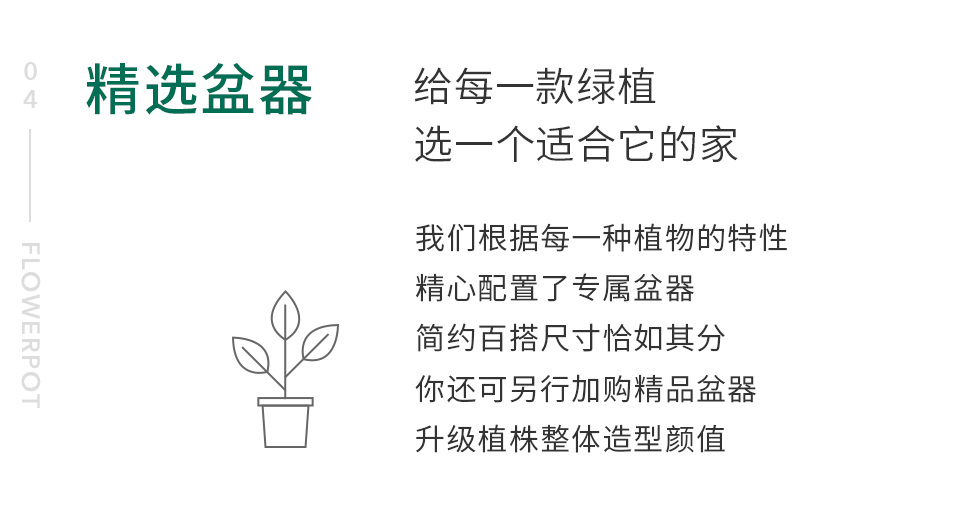 04
FLOWERPOT
精选盆器
给每一款绿植
选一个适合它的家
我们根据每一种植物的特性
精心配置了专属盆器
简约百搭尺寸恰如其分
你还可另行加购精品盆器
升级植株整体造型颜值